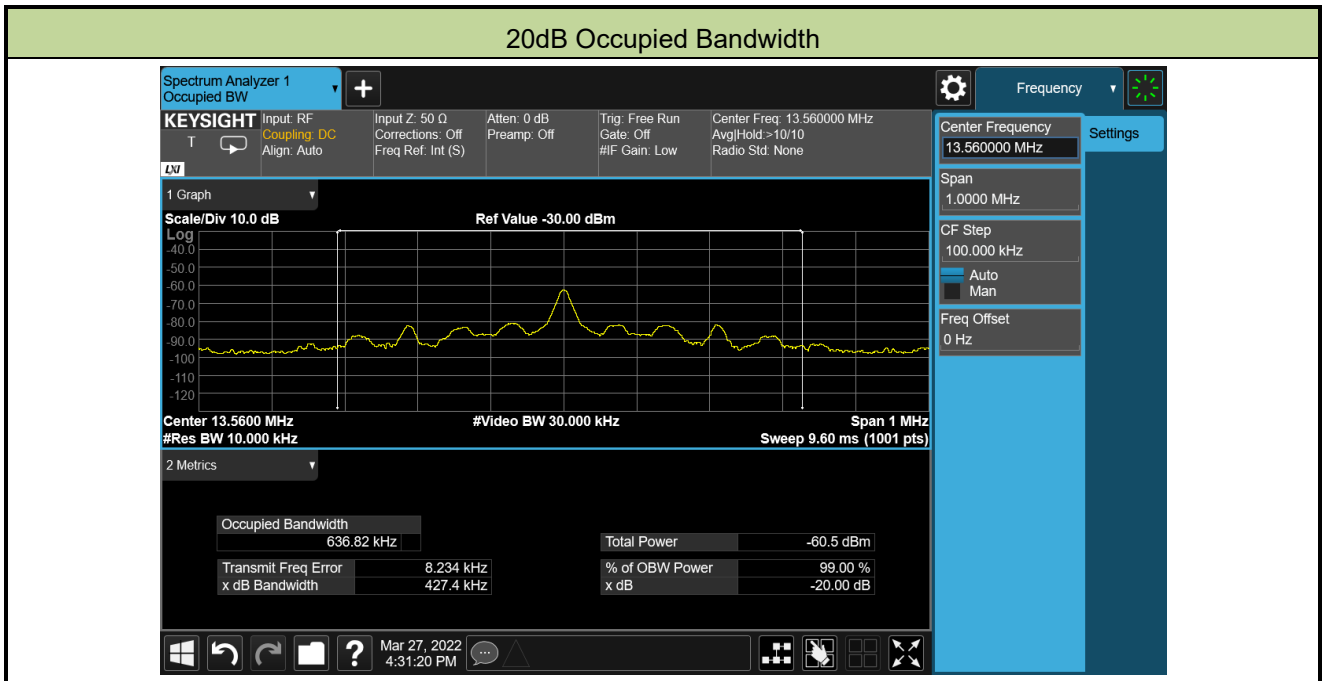 20dB Occupied Bandwidth
Spectrum Analyzer 1
Occupied BW
Frequency
KEYSIGHT
T
LXI
Input: RF
Coupling: DC
Align: Auto
Input Z: 50 Ω
Corrections: Off
Freq Ref: Int (S)
Atten: 0 dB
Preamp: Off
Trig: Free Run
Gate: Off
#IF Gain: Low
Center Freq: 13.560000 MHz
Avg|Hold:>10/10
Radio Std: None
Center Frequency
13.560000 MHz
Settings
Span
1.0000 MHz
CF Step
100.000 kHz
Auto
Man
Freq Offset
0 Hz
1 Graph
Scale/Div 10.0 dB
Ref Value -30.00 dBm
Log
-40.0
-50.0
-60.0
-70.0
-80.0
-90.0
-100
-110
-120
Center 13.5600 MHz
#Video BW 30.000 kHz
Span 1 MHz
#Res BW 10.000 kHz
Sweep 9.60 ms (1001 pts)
2 Metrics
Occupied Bandwidth
636.82 kHz
Total Power -60.5 dBm
Transmit Freq Error 8.234 kHz
% of OBW Power 99.00 %
x dB Bandwidth 427.4 kHz
x dB -20.00 dB
?
Mar 27, 2022
4:31:20 PM